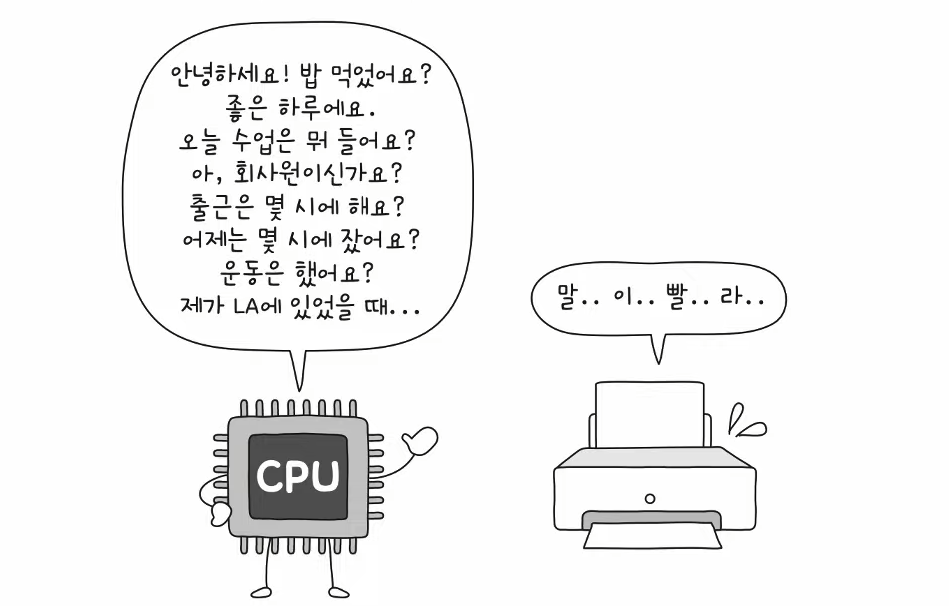 안녕하세요! 밥 먹었어요?
좋은 하루에요.
오늘 수업은 뭐 들어요?
아, 회사원이신가요?
출근은 몇 시에 해요?
어제는 몇 시에 잤어요?
운동은 했어요?
제가 LA에 있었을 때...
말.. 이.. 빨.. 라..
CPU